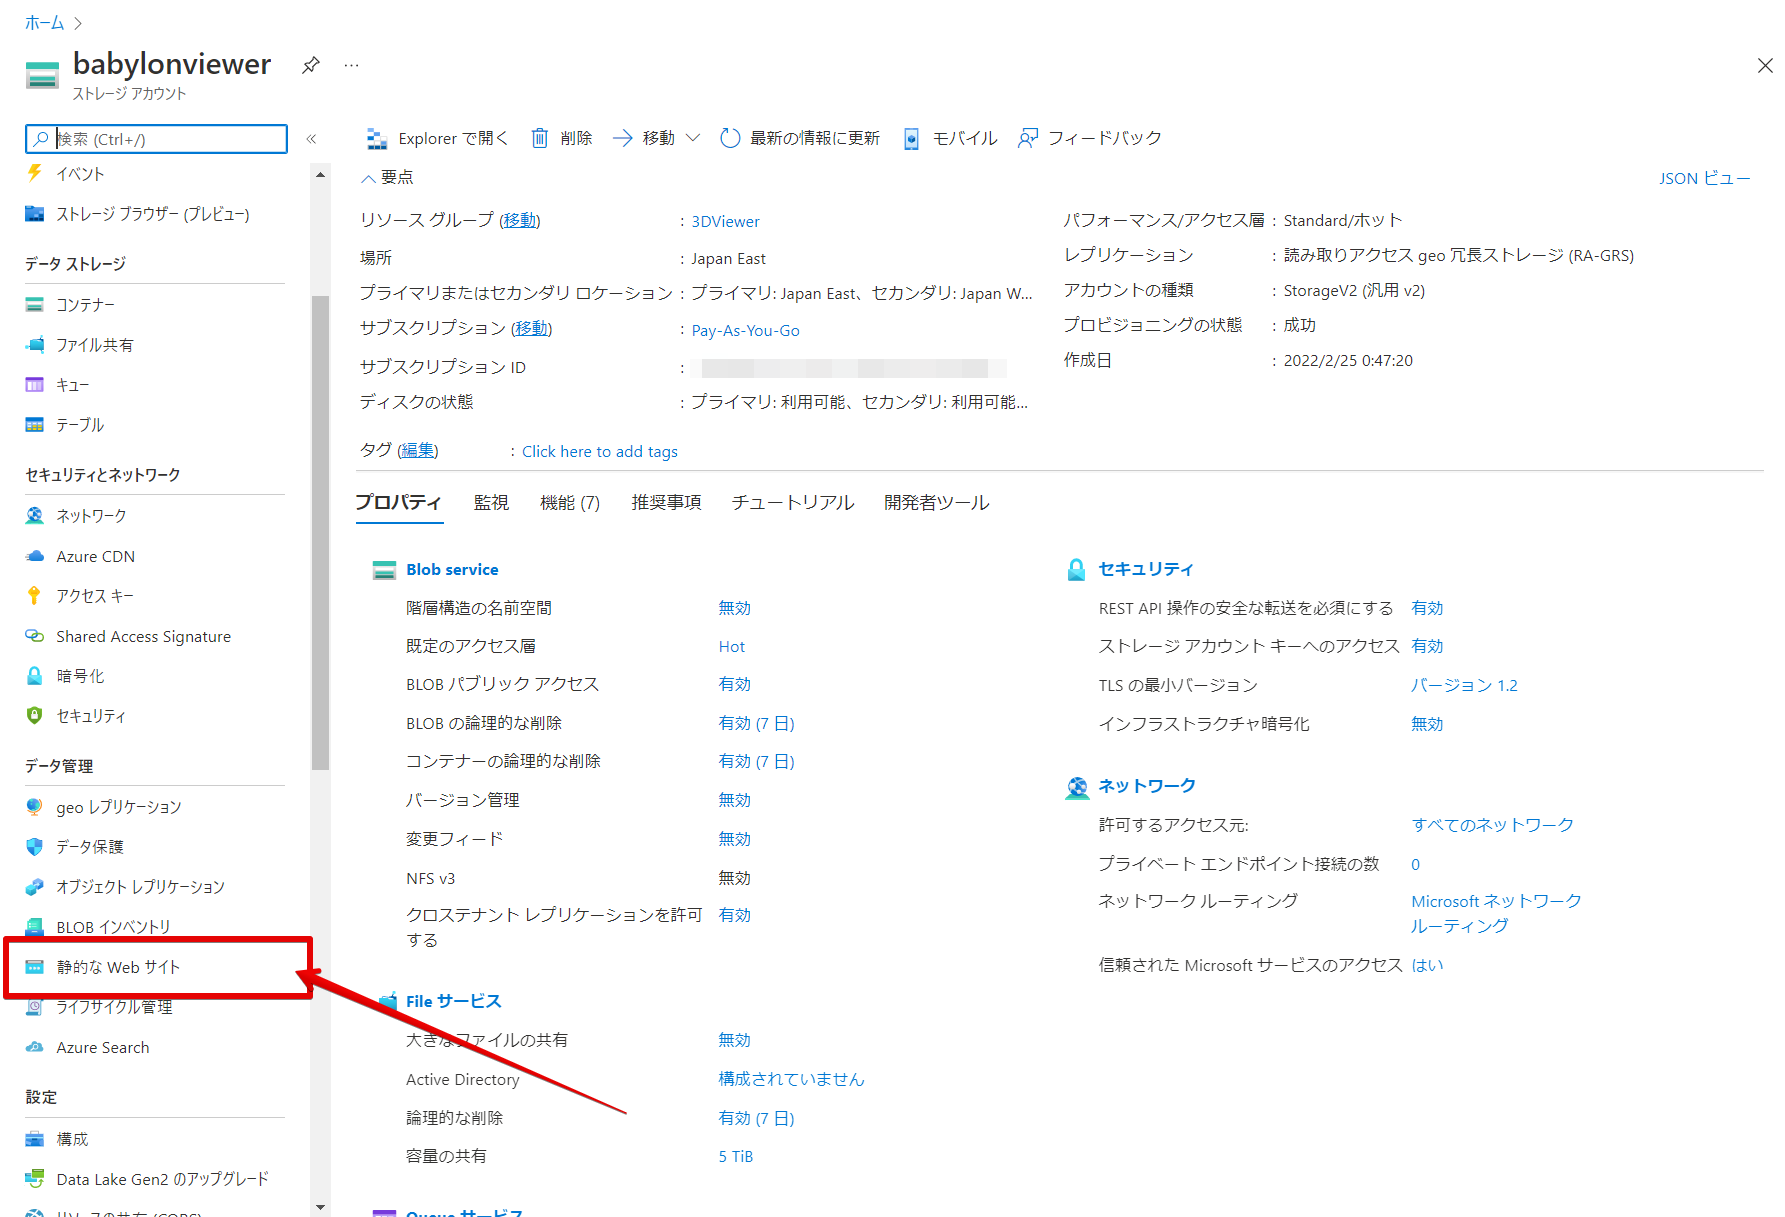 ホーム
babylonviewer
ストレージ アカウント
検索 (Ctrl+/)
イベント
ストレージ ブラウザー (プレビュー)
データ ストレージ
コンテナー
ファイル共有
キュー
テーブル
セキュリティとネットワーク
ネットワーク
Azure CDN
アクセス キー
Shared Access Signature
暗号化
セキュリティ
データ管理
geo レプリケーション
データ保護
オブジェクト レプリケーション
BLOB インベントリ
静的な Web サイト
ライフサイクル管理
Azure Search
設定
構成
Data Lake Gen2 のアップグレード
リソースの共有 (CORS)
Explorer で開く 削除 移動 最新の情報に更新 モバイル フィードバック
要点
JSON ビュー
リソース グループ (移動) : 3DViewer
場所 : Japan East
プライマリまたはセカンダリ ロケーション : プライマリ: Japan East、セカンダリ: Japan W...
サブスクリプション (移動) : Pay-As-You-Go
サブスクリプション ID :
ディスクの状態 : プライマリ: 利用可能、セカンダリ: 利用可能...
パフォーマンス/アクセス層 : Standard/ホット
レプリケーション : 読み取りアクセス geo 冗長ストレージ (RA-GRS)
アカウントの種類 : StorageV2 (汎用 v2)
プロビジョニングの状態 : 成功
作成日 : 2022/2/25 0:47:20
タグ (編集) : Click here to add tags
プロパティ 監視 機能 (7) 推奨事項 チュートリアル 開発者ツール
Blob service
階層構造の名前空間 無効
既定のアクセス層 Hot
BLOB パブリック アクセス 有効
BLOB の論理的な削除 有効 (7 日)
コンテナーの論理的な削除 有効 (7 日)
バージョン管理 無効
変更フィード 無効
NFS v3 無効
クロステナント レプリケーションを許可 有効
する
File サービス
大きなファイルの共有 無効
Active Directory 構成されていません
論理的な削除 有効 (7 日)
容量の共有 5 TiB
Queue サービス
セキュリティ
REST API 操作の安全な転送を必須にする 有効
ストレージ アカウント キーへのアクセス 有効
TLS の最小バージョン バージョン 1.2
インフラストラクチャ暗号化 無効
ネットワーク
許可するアクセス元: すべてのネットワーク
プライベート エンドポイント接続の数 0
ネットワーク ルーティング Microsoft ネットワーク
ルーティング
信頼された Microsoft サービスのアクセス はい